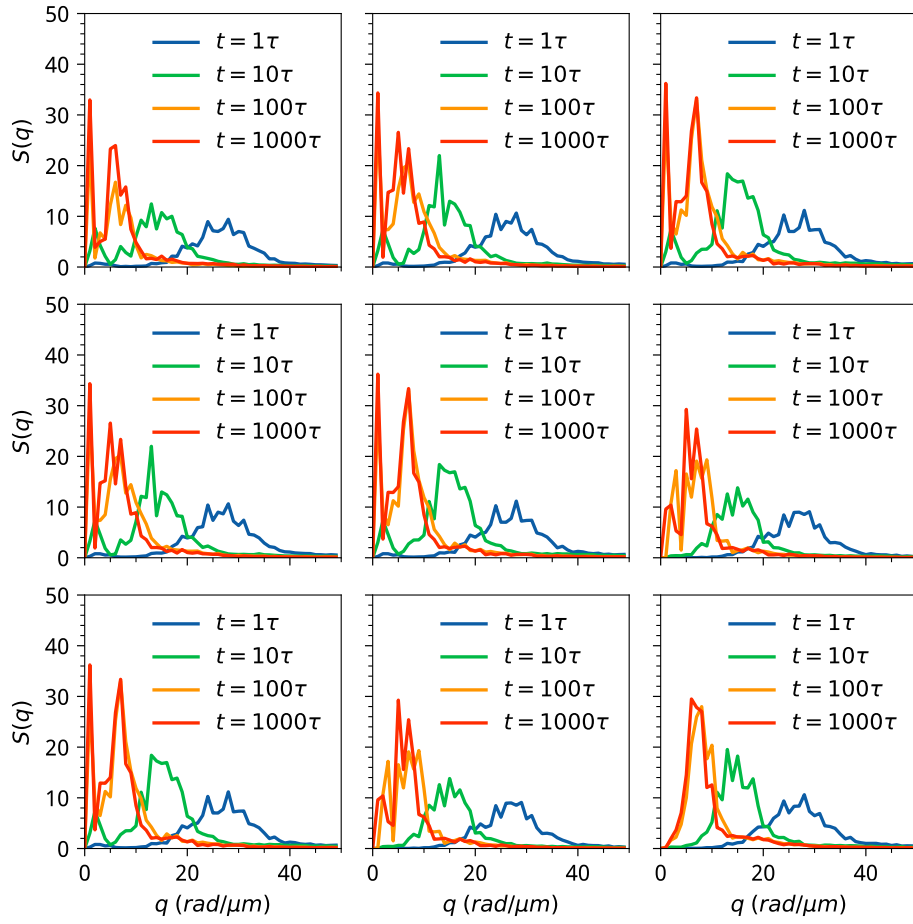 50
40
30
20
10
0
S(q)
t = 1τ
t = 10τ
t = 100τ
t = 1000τ
t = 1τ
t = 10τ
t = 100τ
t = 1000τ
t = 1τ
t = 10τ
t = 100τ
t = 1000τ
50
40
30
20
10
0
S(q)
t = 1τ
t = 10τ
t = 100τ
t = 1000τ
t = 1τ
t = 10τ
t = 100τ
t = 1000τ
t = 1τ
t = 10τ
t = 100τ
t = 1000τ
50
40
30
20
10
0
S(q)
t = 1τ
t = 10τ
t = 100τ
t = 1000τ
t = 1τ
t = 10τ
t = 100τ
t = 1000τ
t = 1τ
t = 10τ
t = 100τ
t = 1000τ
0 20 40 0 20 40 0 20 40
q (rad/μm) q (rad/μm) q (rad/μm)